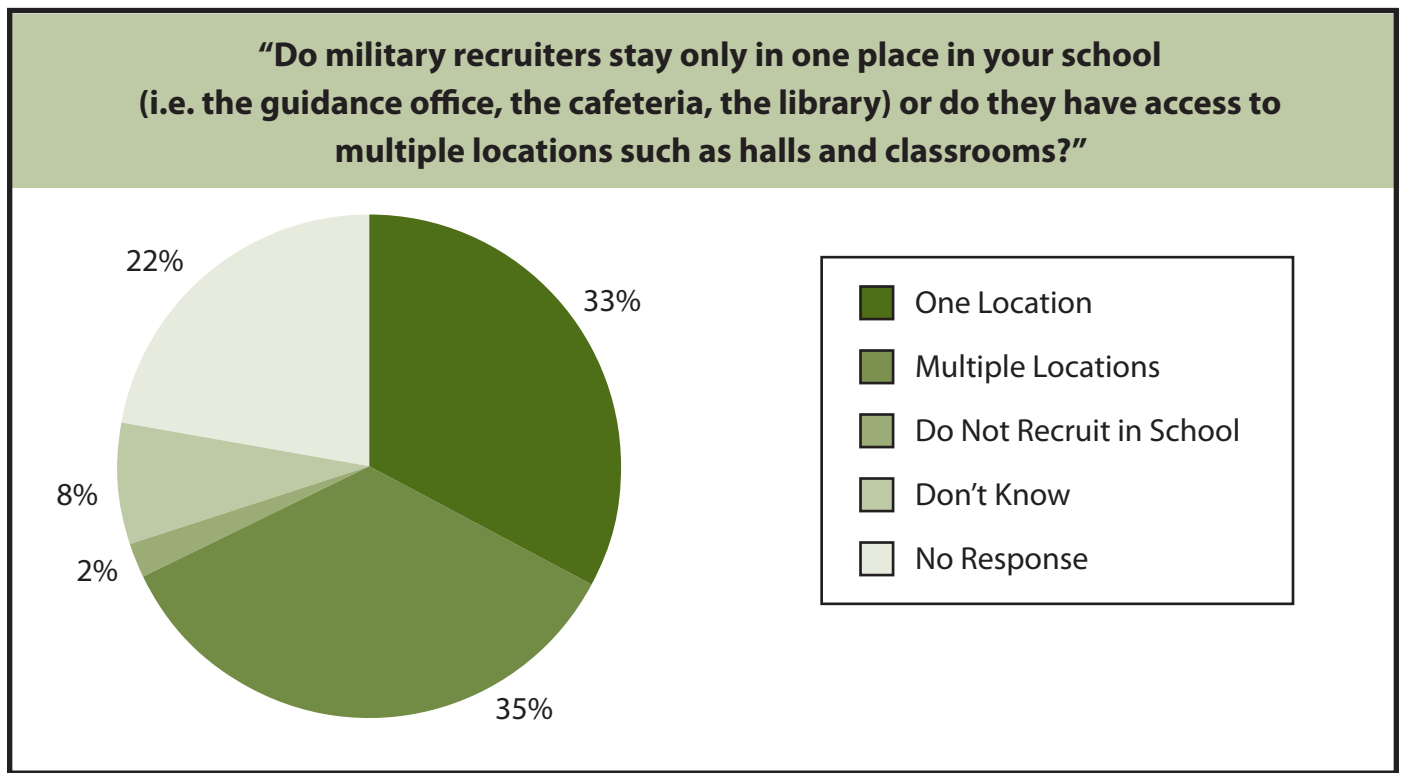 “Do military recruiters stay only in one place in your school
(i.e. the guidance office, the cafeteria, the library) or do they have access to
multiple locations such as halls and classrooms?”
22%
33%
8%
2%
35%
One Location
Multiple Locations
Do Not Recruit in School
Don’t Know
No Response